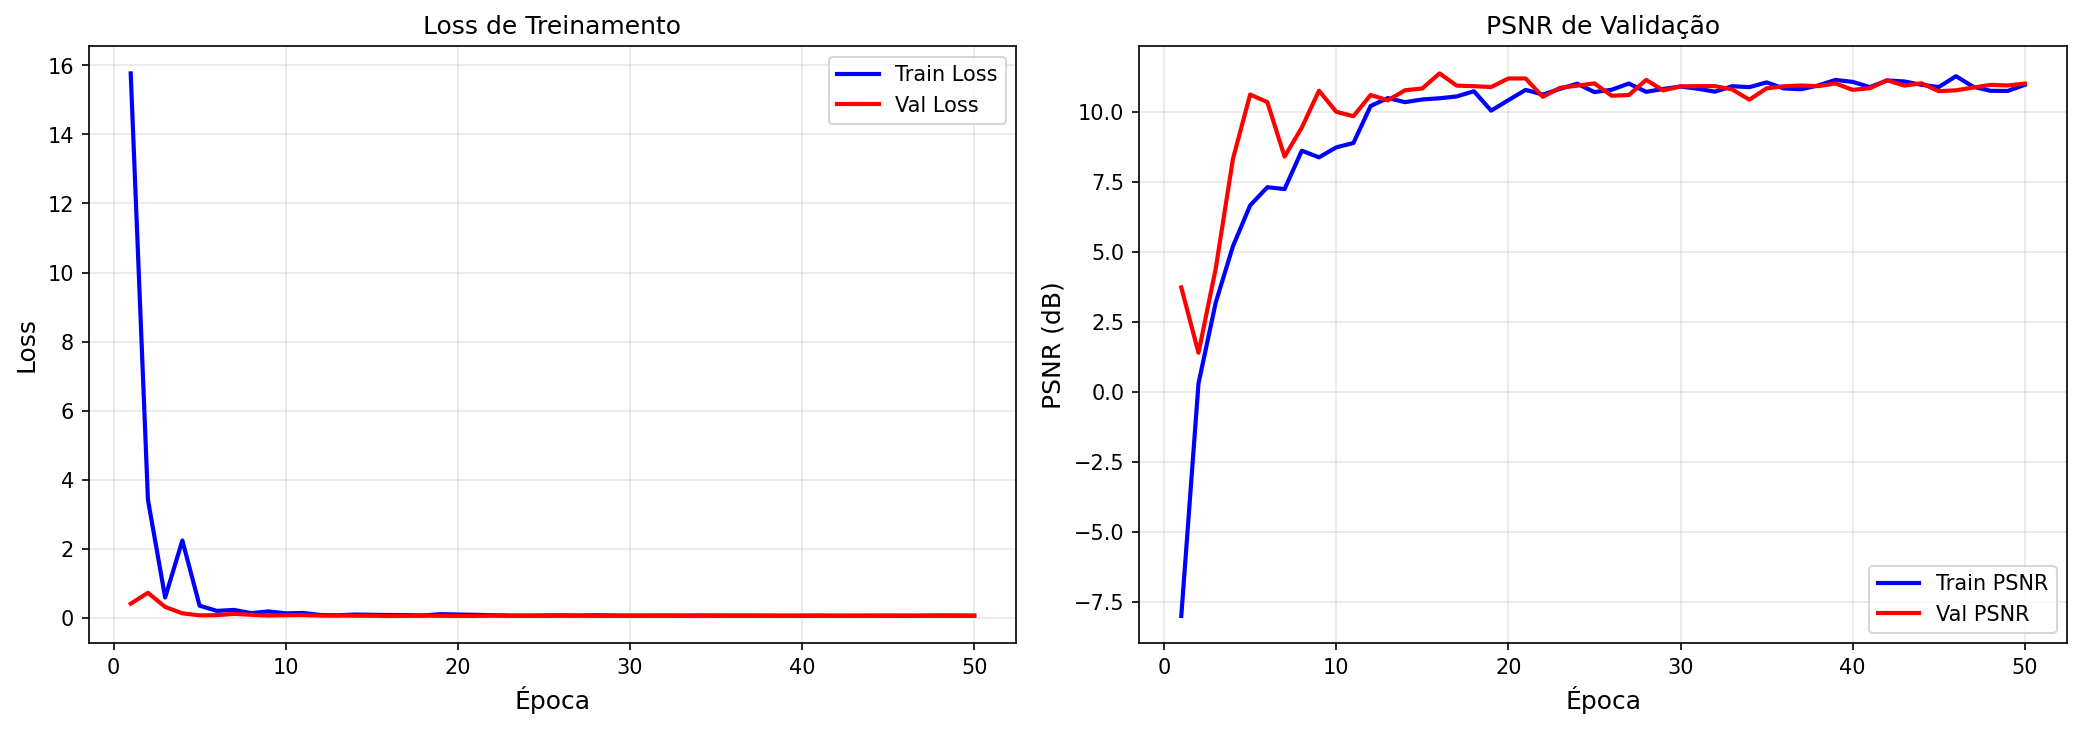 Loss de Treinamento
16
14
12
10
8
6
4
2
0
Loss
0
10
20
30
40
50
Época
Train Loss
Val Loss
PSNR de Validação
10.0
7.5
5.0
2.5
0.0
−2.5
−5.0
−7.5
PSNR (dB)
0
10
20
30
40
50
Época
Train PSNR
Val PSNR